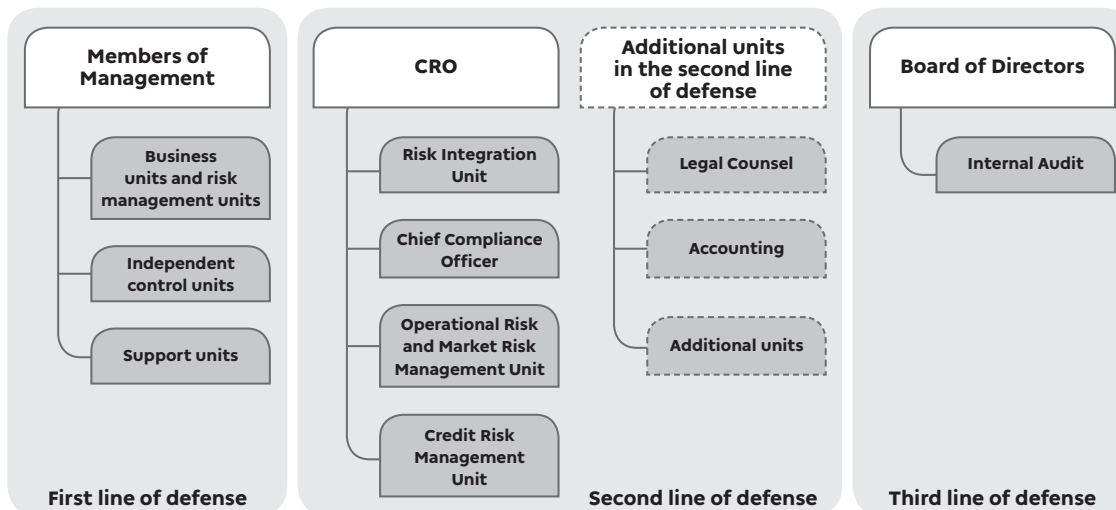 Members of
Management
Business
units and risk
management units
Independent
control units
Support units
First line of defense
CRO
Risk Integration
Unit
Chief Compliance
Officer
Operational Risk
and Market Risk
Management Unit
Credit Risk
Management
Unit
Additional units
in the second line
of defense
Legal Counsel
Accounting
Additional units
Second line of defense
Board of Directors
Internal Audit
Third line of defense